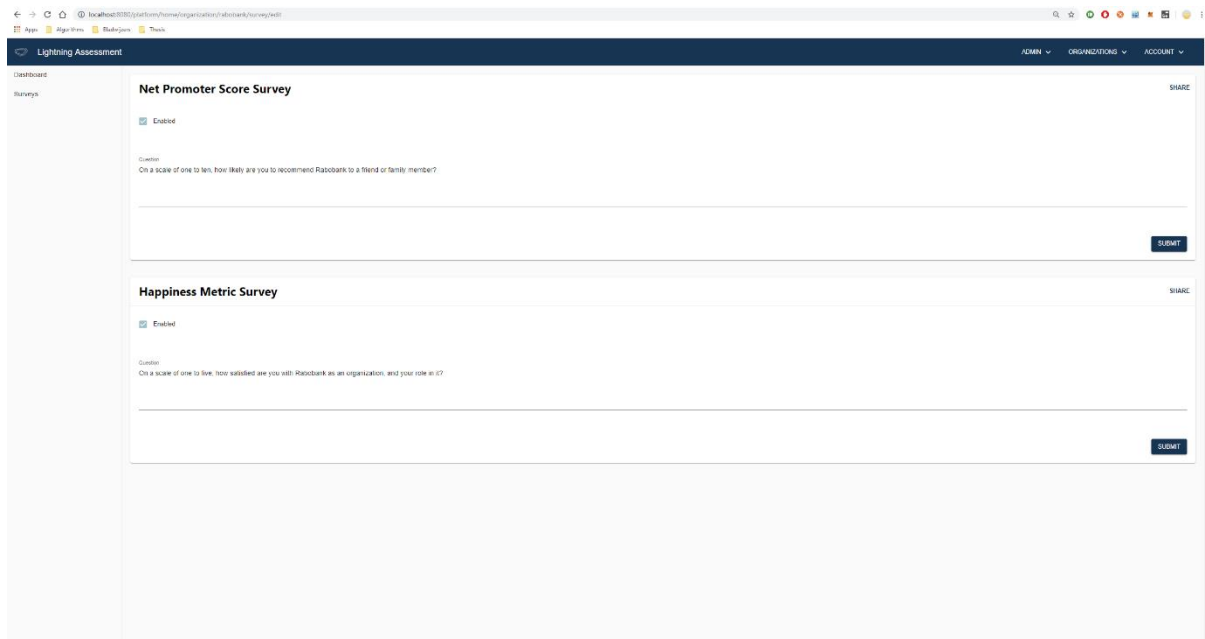 localhost:8080/platform/home/organization/rabobank/survey/edit
Apps Algorithms Thesis
Lightning Assessment ADMIN ORGANIZATIONS ACCOUNT
Dashboard
Surveys
Net Promoter Score Survey SHARE
Enabled
Question
On a scale of one to ten, how likely are you to recommend Rabobank to a friend or family member?
SUBMIT
Happiness Metric Survey SHARE
Enabled
Question
On a scale of one to five, how satisfied are you with Rabobank as an organization, and your role in it?
SUBMIT